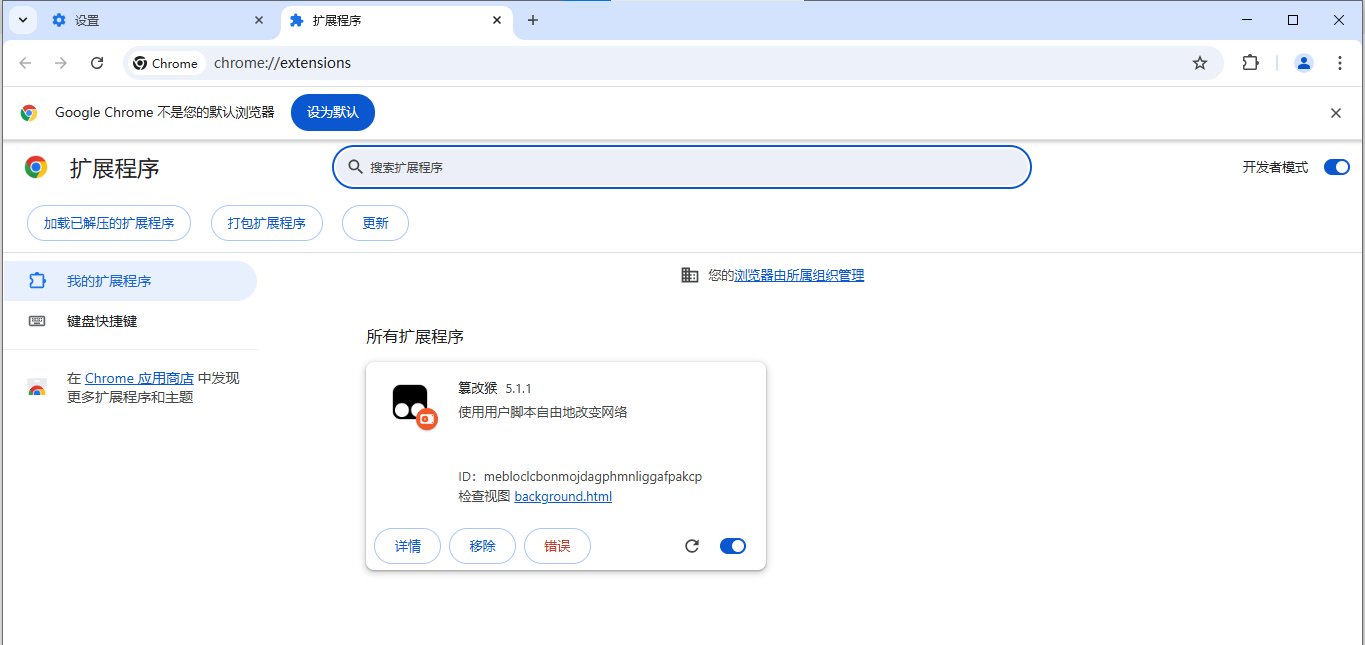 设置
扩展程序
Chrome
chrome://extensions
Google Chrome 不是您的默认浏览器
设为默认
扩展程序
搜索扩展程序
开发者模式
加载已解压的扩展程序
打包扩展程序
更新
我的扩展程序
键盘快捷键
在 Chrome 应用商店 中发现
更多扩展程序和主题
您的浏览器由所属组织管理
所有扩展程序
篡改猴 5.1.1
使用用户脚本自由地改变网络
ID：mebloclcbonmojdagphmnliggafpakcp
检查视图 background.html
详情
移除
错误